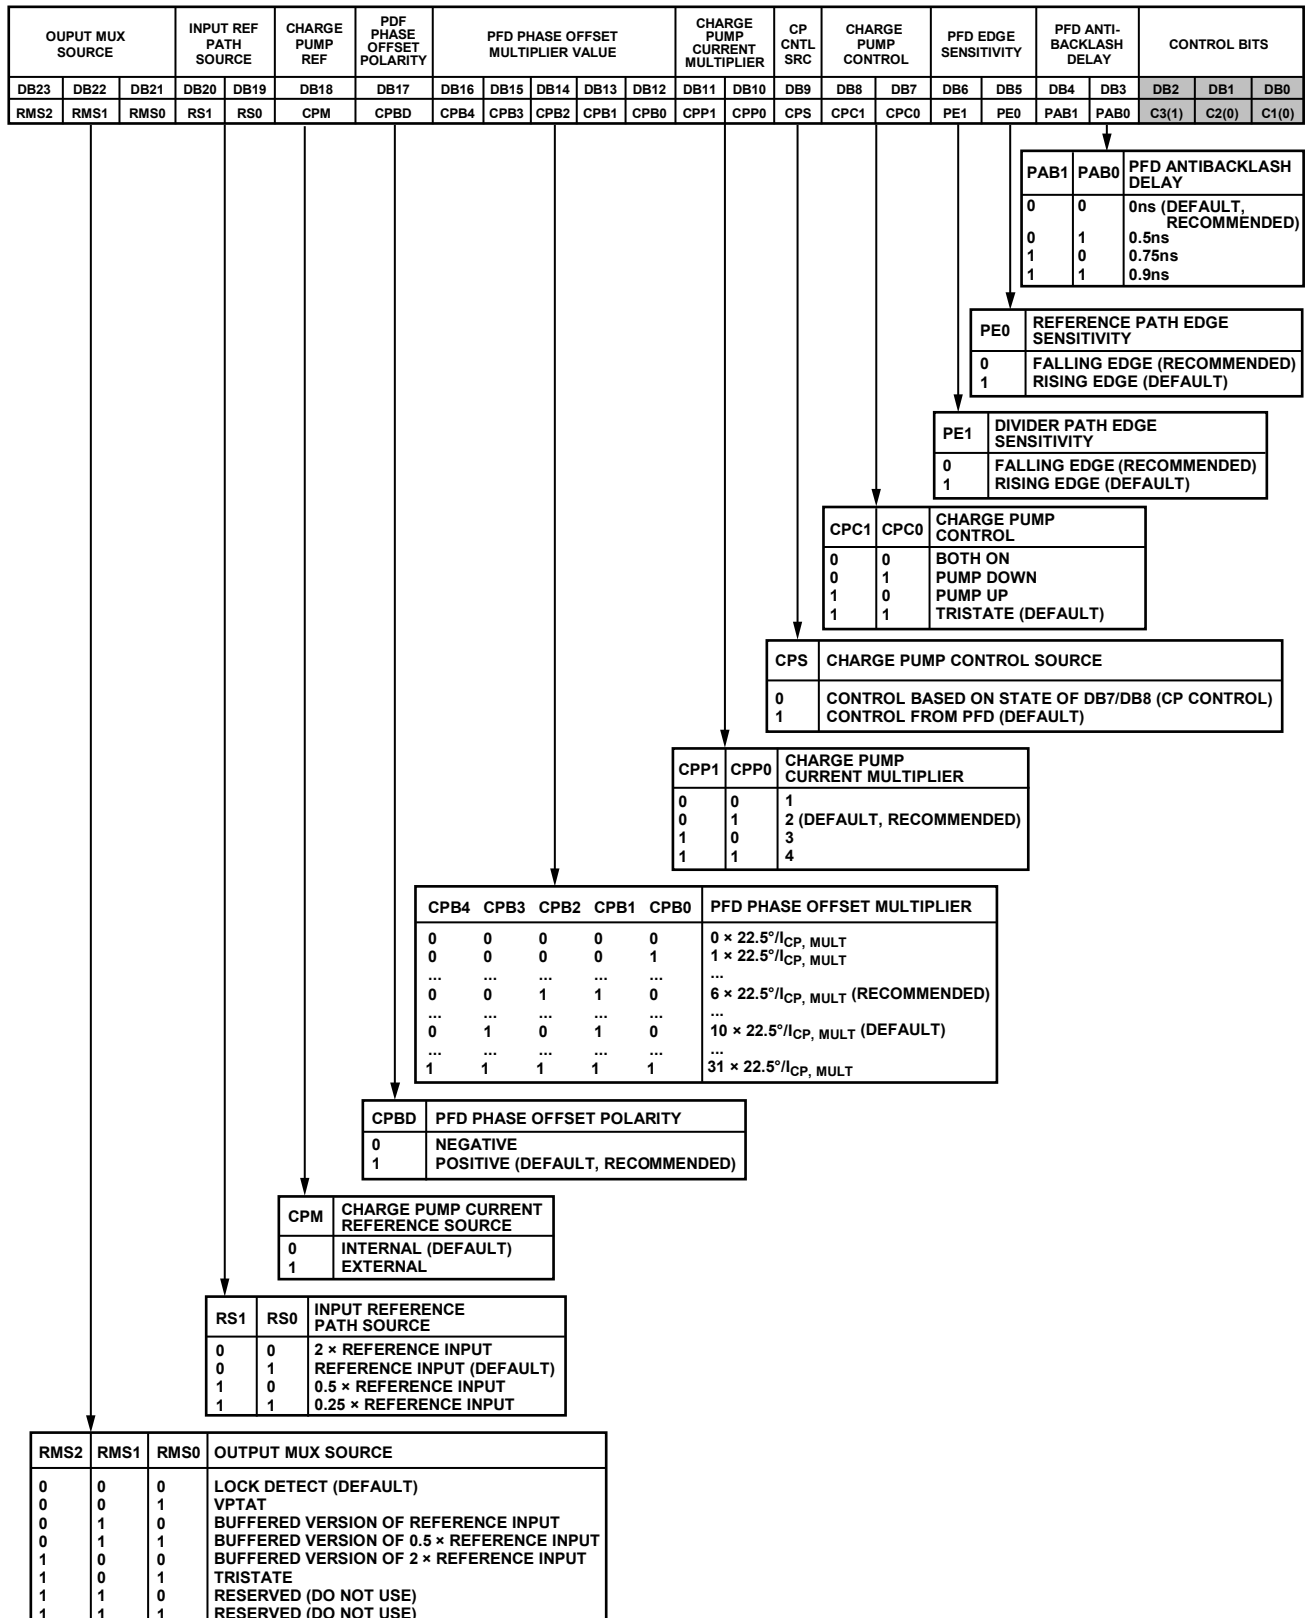 OUPUT MUX SOURCE INPUT REF PATH SOURCE CHARGE PUMP REF PDF PHASE OFFSET POLARITY PFD PHASE OFFSET MULTIPLIER VALUE CHARGE PUMP CURRENT MULTIPLIER CP CNTL SRC CHARGE PUMP CONTROL PFD EDGE SENSITIVITY PFD ANTI-BACKLASH DELAY CONTROL BITS
DB23 DB22 DB21 DB20 DB19 DB18 DB17 DB16 DB15 DB14 DB13 DB12 DB11 DB10 DB9 DB8 DB7 DB6 DB5 DB4 DB3 DB2 DB1 DB0
RMS2 RMS1 RMS0 RS1 RS0 CPM CPBD CPB4 CPB3 CPB2 CPB1 CPB0 CPP1 CPP0 CPS CPC1 CPC0 PE1 PE0 PAB1 PAB0 C3(1) C2(0) C1(0)
PAB1 PAB0 PFD ANTIBACKLASH
DELAY
0 0 0ns (DEFAULT,
RECOMMENDED)
0 1 0.5ns
1 0 0.75ns
1 1 0.9ns
PE0 REFERENCE PATH EDGE
SENSITIVITY
0 FALLING EDGE (RECOMMENDED)
1 RISING EDGE (DEFAULT)
PE1 DIVIDER PATH EDGE
SENSITIVITY
0 FALLING EDGE (RECOMMENDED)
1 RISING EDGE (DEFAULT)
CPC1 CPC0 CHARGE PUMP
CONTROL
0 0 BOTH ON
0 1 PUMP DOWN
1 0 PUMP UP
1 1 TRISTATE (DEFAULT)
CPS CHARGE PUMP CONTROL SOURCE
0 CONTROL BASED ON STATE OF DB7/DB8 (CP CONTROL)
1 CONTROL FROM PFD (DEFAULT)
CPP1 CPP0 CHARGE PUMP
CURRENT MULTIPLIER
0 0 1
0 1 2 (DEFAULT, RECOMMENDED)
1 0 3
1 1 4
CPB4 CPB3 CPB2 CPB1 CPB0 PFD PHASE OFFSET MULTIPLIER
0 0 0 0 0 0 × 22.5°/ICP, MULT
0 0 0 0 1 1 × 22.5°/ICP, MULT
... ... ... ... ... ...
0 0 1 1 0 6 × 22.5°/ICP, MULT (RECOMMENDED)
... ... ... ... ... ...
0 1 0 1 0 10 × 22.5°/ICP, MULT (DEFAULT)
... ... ... ... ... ...
1 1 1 1 1 31 × 22.5°/ICP, MULT
CPBD PFD PHASE OFFSET POLARITY
0 NEGATIVE
1 POSITIVE (DEFAULT, RECOMMENDED)
CPM CHARGE PUMP CURRENT
REFERENCE SOURCE
0 INTERNAL (DEFAULT)
1 EXTERNAL
RS1 RS0 INPUT REFERENCE
PATH SOURCE
0 0 2 × REFERENCE INPUT
0 1 REFERENCE INPUT (DEFAULT)
1 0 0.5 × REFERENCE INPUT
1 1 0.25 × REFERENCE INPUT
RMS2 RMS1 RMS0 OUTPUT MUX SOURCE
0 0 0 LOCK DETECT (DEFAULT)
0 0 1 VPTAT
0 1 0 BUFFERED VERSION OF REFERENCE INPUT
0 1 1 BUFFERED VERSION OF 0.5 × REFERENCE INPUT
1 0 0 BUFFERED VERSION OF 2 × REFERENCE INPUT
1 0 1 TRISTATE
1 1 0 RESERVED (DO NOT USE)
1 1 1 RESERVED (DO NOT USE)